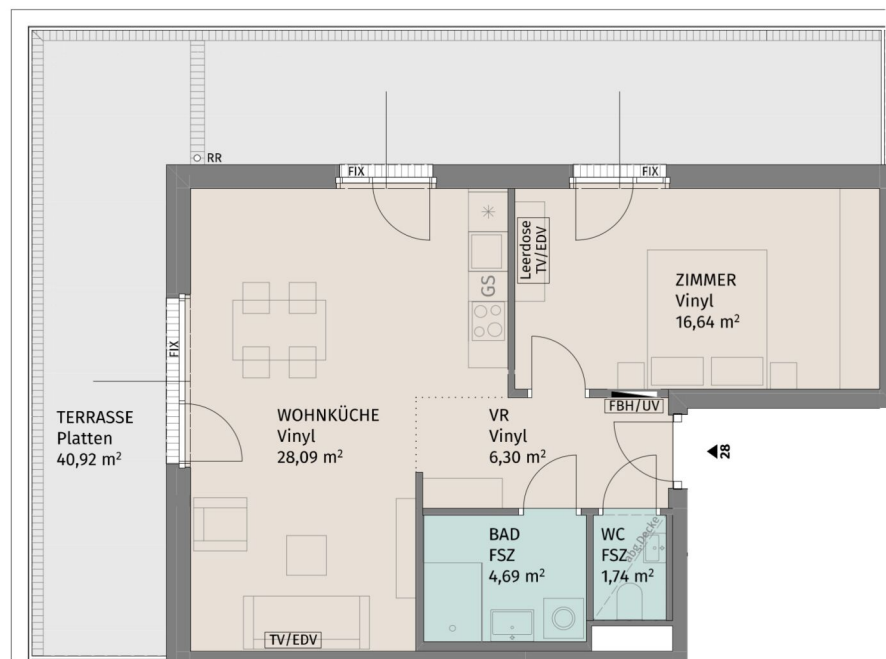 RR
FIX
FIX
Leerdose
TV/EDV
GS
ZIMMER
Vinyl
16,64 m²
FIX
TERRASSE
Platten
40,92 m²
WOHNKÜCHE
Vinyl
28,09 m²
VR
Vinyl
6,30 m²
FBH/UV
28
BAD
FSZ
4,69 m²
WC
FSZ
1,74 m²
abg.Decke
TV/EDV